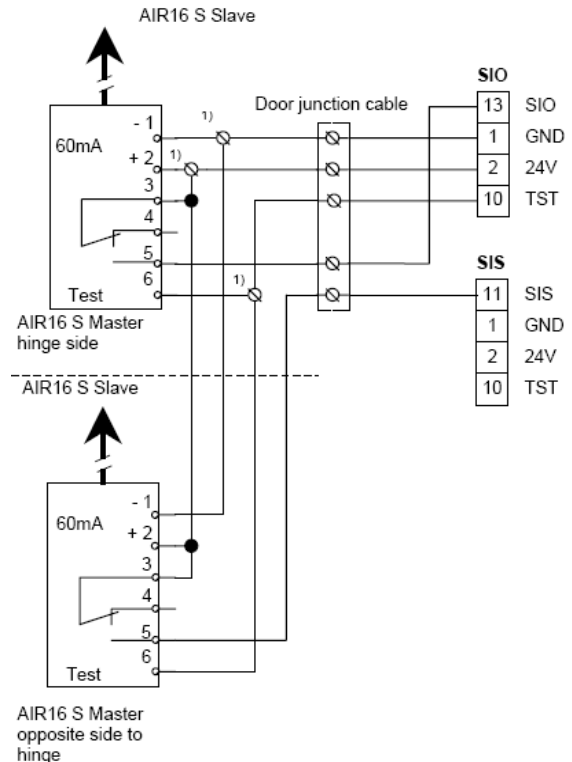 AIR16 S Slave
SIO
Door junction cable
13 SIO
1 GND
2 24V
10 TST
SIS
11 SIS
1 GND
2 24V
10 TST
1)
1)
1)
60mA
- 1
+ 2
3
4
5
6
Test
AIR16 S Master
hinge side
AIR16 S Slave
60mA
- 1
+ 2
3
4
5
6
Test
AIR16 S Master
opposite side to
hinge